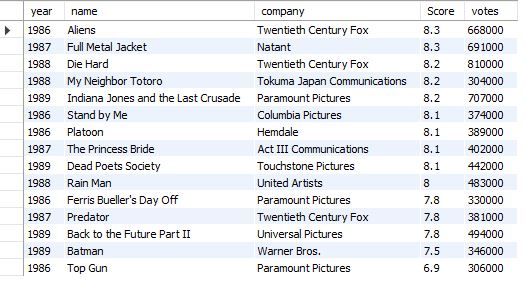 year name company Score votes
1986 Aliens Twentieth Century Fox 8.3 668000
1987 Full Metal Jacket Natant 8.3 691000
1988 Die Hard Twentieth Century Fox 8.2 810000
1988 My Neighbor Totoro Tokuma Japan Communications 8.2 304000
1989 Indiana Jones and the Last Crusade Paramount Pictures 8.2 707000
1986 Stand by Me Columbia Pictures 8.1 374000
1986 Platoon Hemdale 8.1 389000
1987 The Princess Bride Act III Communications 8.1 402000
1989 Dead Poets Society Touchstone Pictures 8.1 442000
1988 Rain Man United Artists 8 483000
1986 Ferris Bueller's Day Off Paramount Pictures 7.8 330000
1987 Predator Twentieth Century Fox 7.8 381000
1989 Back to the Future Part II Universal Pictures 7.8 494000
1989 Batman Warner Bros. 7.5 346000
1986 Top Gun Paramount Pictures 6.9 306000